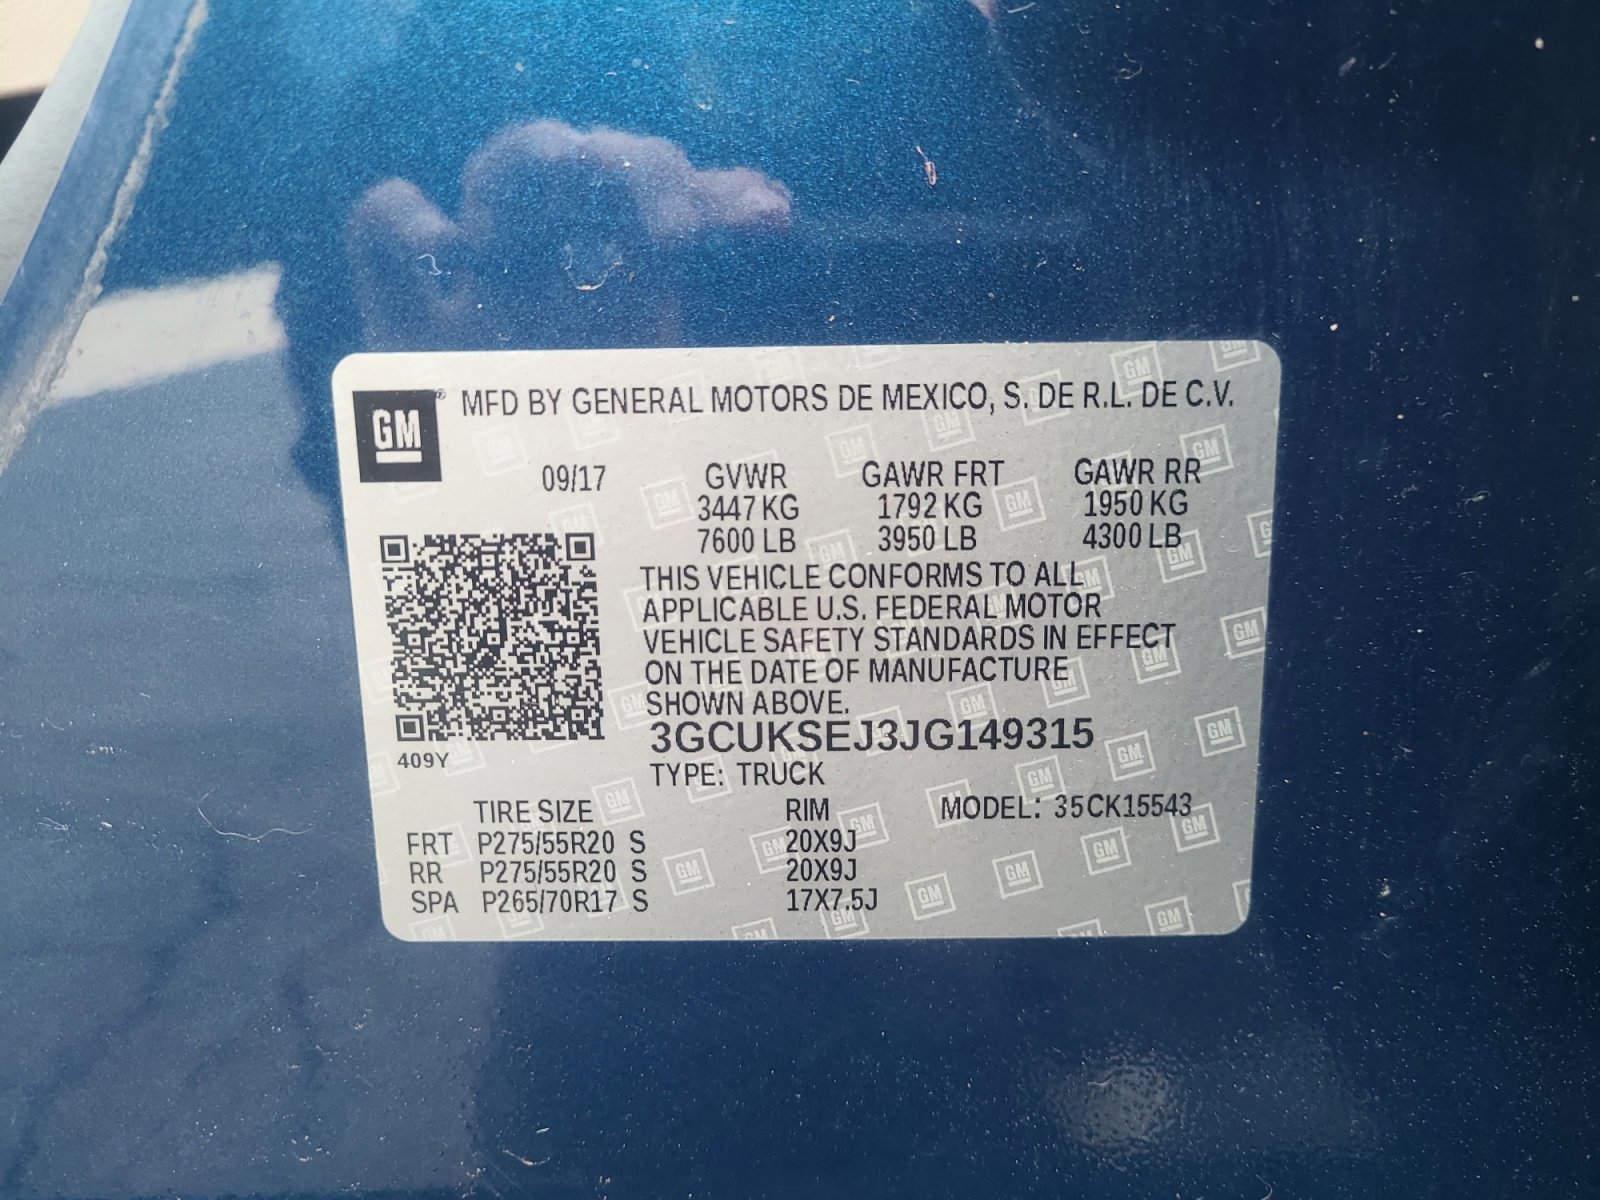 GM® MFD BY GENERAL MOTORS DE MEXICO, S. DE R.L. DE C.V.
09/17 GVWR GAWR FRT GAWR RR
3447 KG 1792 KG 1950 KG
7600 LB 3950 LB 4300 LB
THIS VEHICLE CONFORMS TO ALL
APPLICABLE U.S. FEDERAL MOTOR
VEHICLE SAFETY STANDARDS IN EFFECT
ON THE DATE OF MANUFACTURE
SHOWN ABOVE.
3GCUKSEJ3JG149315
409Y
TYPE: TRUCK
TIRE SIZE RIM MODEL: 35CK15543
FRT P275/55R20 S 20X9J
RR P275/55R20 S 20X9J
SPA P265/70R17 S 17X7.5J